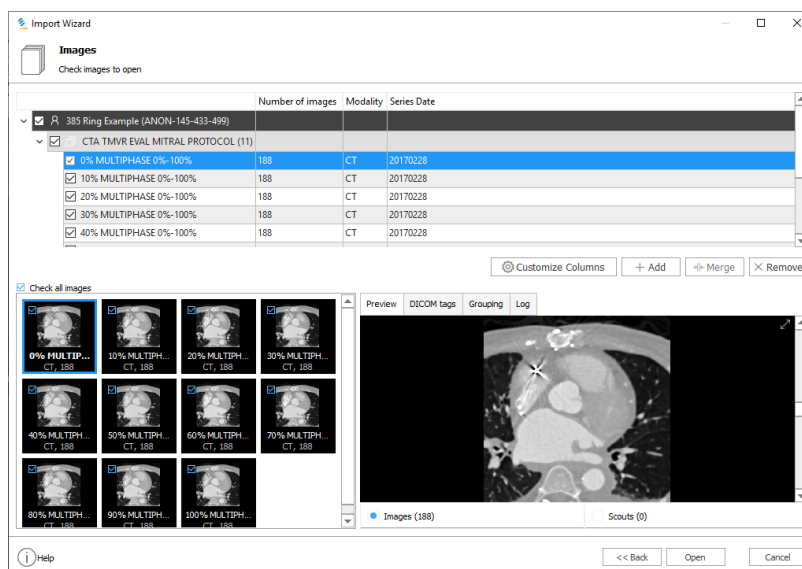 Import Wizard
Images
Check images to open
Number of images Modality Series Date
385 Ring Example (ANON-145-433-499)
CTA TMVR EVAL MITRAL PROTOCOL (11)
0% MULTIPHASE 0%-100% 188 CT 20170228
10% MULTIPHASE 0%-100% 188 CT 20170228
20% MULTIPHASE 0%-100% 188 CT 20170228
30% MULTIPHASE 0%-100% 188 CT 20170228
40% MULTIPHASE 0%-100% 188 CT 20170228
Customize Columns + Add Merge Remove
Check all images
Preview DICOM tags Grouping Log
0% MULTIP... 10% MULTIPH... 20% MULTIPH... 30% MULTIPH...
CT, 188 CT, 188 CT, 188 CT, 188
40% MULTIPH... 50% MULTIPH... 60% MULTIPH... 70% MULTIPH...
CT, 188 CT, 188 CT, 188 CT, 188
80% MULTIPH... 90% MULTIPH... 100% MULTIPH...
CT, 188 CT, 188 CT, 188
Images (188) Scouts (0)
Help << Back Open Cancel